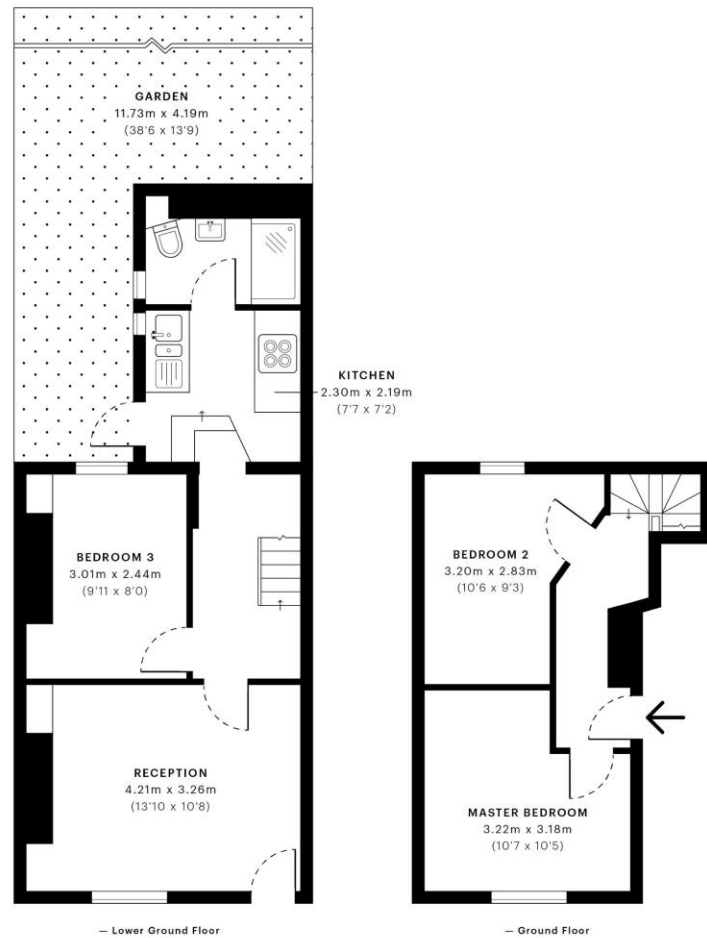 GARDEN
11.73m x 4.19m
(38'6 x 13'9)
KITCHEN
2.30m x 2.19m
(7'7 x 7'2)
BEDROOM 3
3.01m x 2.44m
(9'11 x 8'0)
RECEPTION
4.21m x 3.26m
(13'10 x 10'8)
— Lower Ground Floor
BEDROOM 2
3.20m x 2.83m
(10'6 x 9'3)
MASTER BEDROOM
3.22m x 3.18m
(10'7 x 10'5)
— Ground Floor